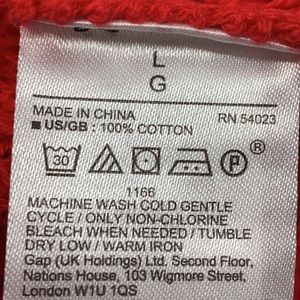 L
G
MADE IN CHINA RN 54023
■ US/GB : 100% COTTON
30 P ®
1166
MACHINE WASH COLD GENTLE
CYCLE / ONLY NON-CHLORINE
BLEACH WHEN NEEDED / TUMBLE
DRY LOW / WARM IRON
Gap (UK Holdings) Ltd. Second Floor,
Nations House, 103 Wigmore Street,
London W1U 1QS